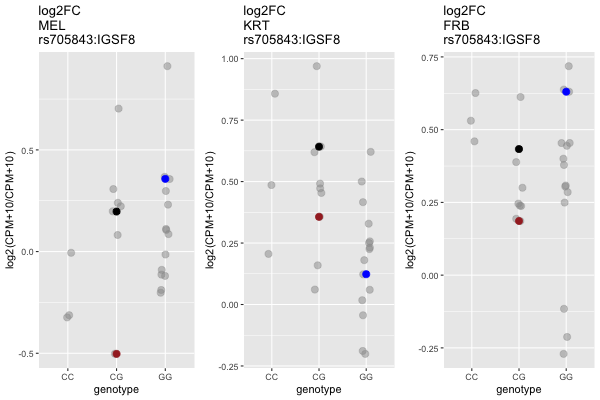 log2FC
MEL
rs705843:IGSF8
log2(CPM+10/CPM+10)
0.5
0.0
-0.5
CC CG GG
genotype
log2FC
KRT
rs705843:IGSF8
log2(CPM+10/CPM+10)
1.00
0.75
0.50
0.25
0.00
-0.25
CC CG GG
genotype
log2FC
FRB
rs705843:IGSF8
log2(CPM+10/CPM+10)
0.75
0.50
0.25
0.00
-0.25
CC CG GG
genotype